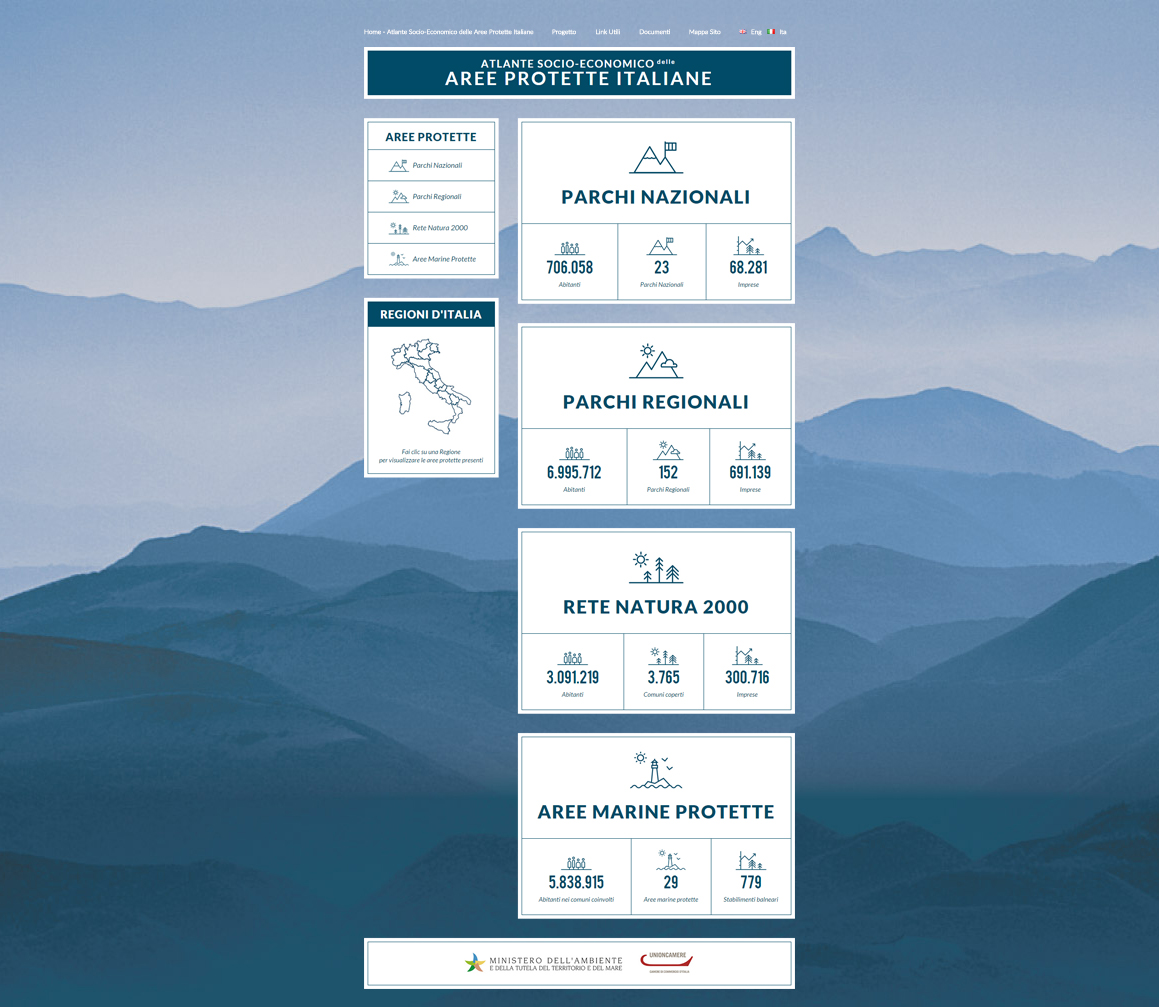 Home - Atlante Socio-Economico delle Aree Protette Italiane Progetto Link Utili Documenti Mappa Sito Eng Ita
ATLANTE SOCIO-ECONOMICO delle
AREE PROTETTE ITALIANE
AREE PROTETTE
Parchi Nazionali
Parchi Regionali
Rete Natura 2000
Aree Marine Protette
REGIONI D'ITALIA
Fai clic su una Regione
per visualizzare le aree protette presenti
PARCHI NAZIONALI
706.058 23 68.281
Abitanti Parchi Nazionali Imprese
PARCHI REGIONALI
6.995.712 152 691.139
Abitanti Parchi Regionali Imprese
RETE NATURA 2000
3.091.219 3.765 300.716
Abitanti Comuni coperti Imprese
AREE MARINE PROTETTE
5.838.915 29 779
Abitanti nei comuni coinvolti Aree marine protette Stabilimenti balneari
MINISTERO DELL'AMBIENTE
E DELLA TUTELA DEL TERRITORIO E DEL MARE
UNIONCAMERE
CAMERE DI COMMERCIO D'ITALIA